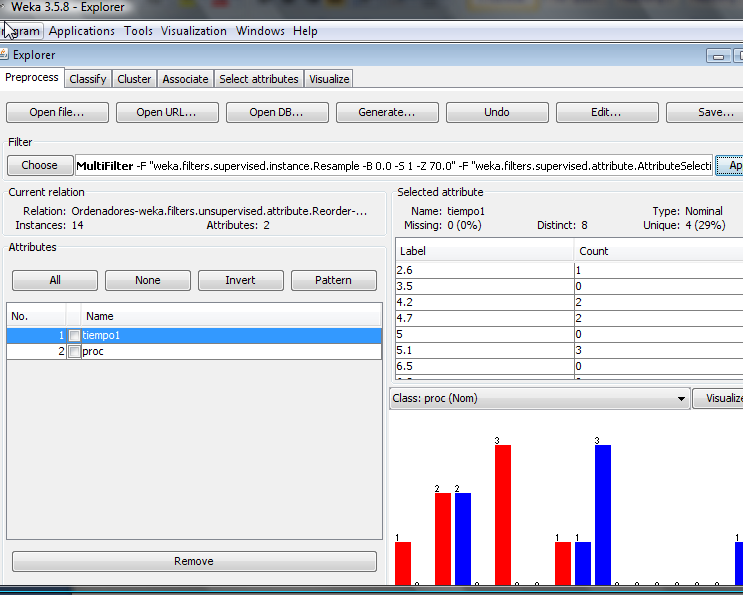 Weka 3.5.8 - Explorer
Program Applications Tools Visualization Windows Help
Explorer
Preprocess Classify Cluster Associate Select attributes Visualize
Open file... Open URL... Open DB... Generate... Undo Edit... Save...
Filter
Choose MultiFilter -F "weka.filters.supervised.instance.Resample -B 0.0 -S 1 -Z 70.0" -F "weka.filters.supervised.attribute.AttributeSelecti Ap
Current relation
Relation: Ordenadores-weka.filters.unsupervised.attribute.Reorder-...
Instances: 14 Attributes: 2
Attributes
All None Invert Pattern
No. Name
1 tiempo1
2 proc
Remove
Selected attribute
Name: tiempo1 Type: Nominal
Missing: 0 (0%) Distinct: 8 Unique: 4 (29%)
Label Count
2.6 1
3.5 0
4.2 2
4.7 2
5 0
5.1 3
6.5 0
Class: proc (Nom) Visualize
1 0 2 2 0 3 0 0 1 1 3 0 0 0 0 0 0 1